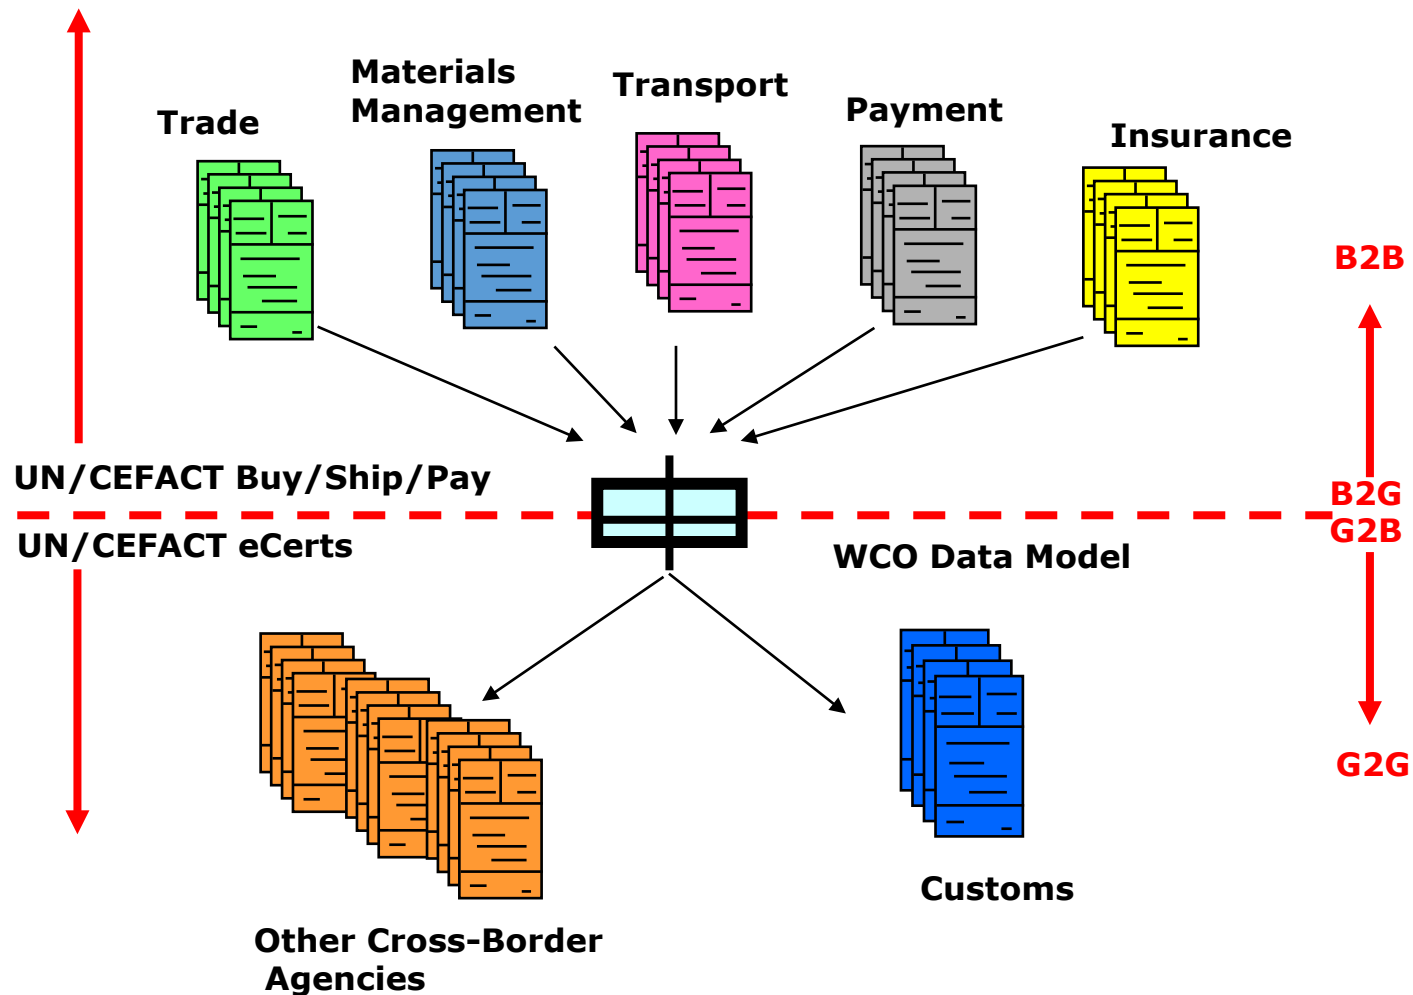 Trade
Materials
Management
Transport
Payment
Insurance
B2B
UN/CEFACT Buy/Ship/Pay
B2G
UN/CEFACT eCerts
WCO Data Model
G2B
G2G
Customs
Other Cross-Border
Agencies